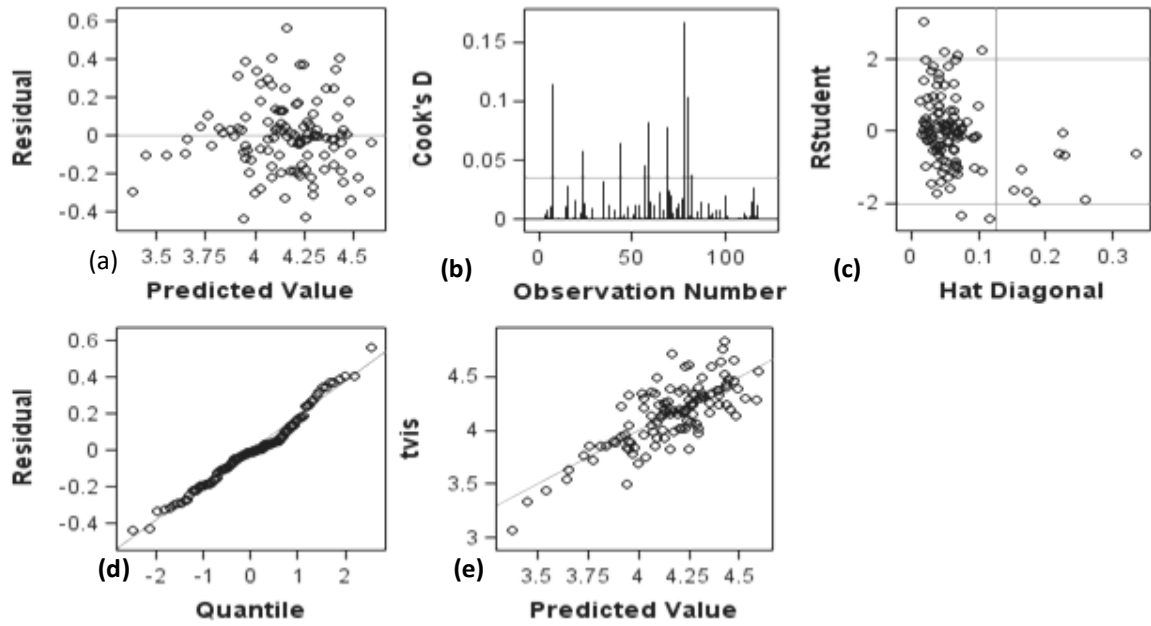 0.6
0.4
0.2
0
-0.2
-0.4
Residual
3.5 3.75 4 4.25 4.5
(a) Predicted Value
0.15
0.1
0.05
0
Cook's D
0 50 100
(b) Observation Number
2
0
-2
RStudent
0 0.1 0.2 0.3
(c) Hat Diagonal
0.6
0.4
0.2
0
-0.2
-0.4
Residual
(d) -2 -1 0 1 2
Quantile
4.5
4
3.5
3
tvis
(e) 3.5 3.75 4 4.25 4.5
Predicted Value